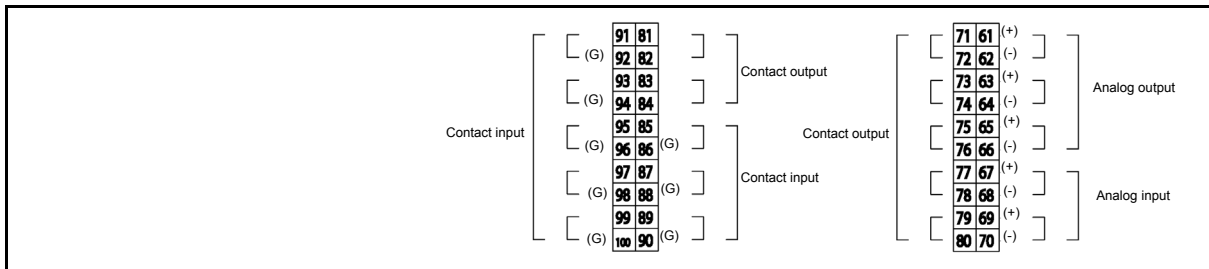 91 81 71 61 (+)
(G) 92 82 72 62 (-)
Contact output Analog output
93 83 73 63 (+)
(G) 94 84 74 64 (-)
95 85 75 65 (+)
Contact input Contact output
(G) 96 86 (G) 76 66 (-)
97 87 77 67 (+)
Contact input Analog input
(G) 98 88 (G) 78 68 (-)
99 89 79 69 (+)
(G) 100 90 (G) 80 70 (-)